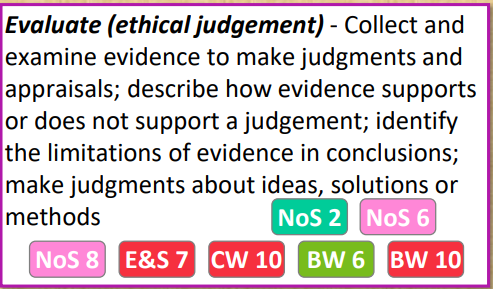 Evaluate (ethical judgement) - Collect and
examine evidence to make judgments and
appraisals; describe how evidence supports
or does not support a judgement; identify
the limitations of evidence in conclusions;
make judgments about ideas, solutions or
methods NoS 2 NoS 6
NoS 8 E&S 7 CW 10 BW 6 BW 10